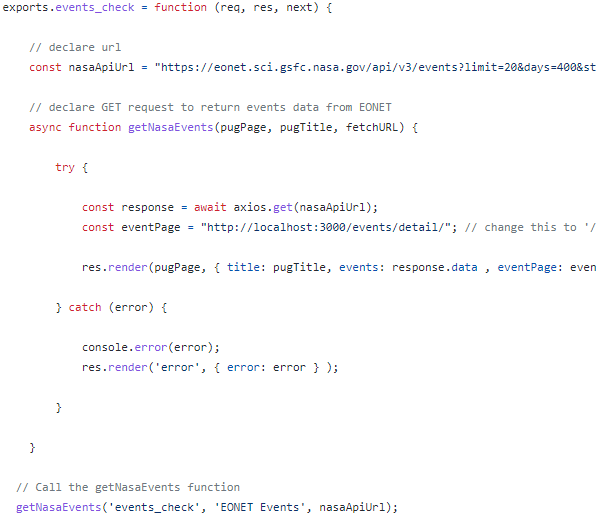 exports.events_check = function (req, res, next) {
// declare url
const nasaApiUrl = "https://eonet.sci.gsfc.nasa.gov/api/v3/events?limit=20&days=400&st
// declare GET request to return events data from EONET
async function getNasaEvents(pugPage, pugTitle, fetchURL) {
try {
const response = await axios.get(nasaApiUrl);
const eventPage = "http://localhost:3000/events/detail/"; // change this to '/
res.render(pugPage, { title: pugTitle, events: response.data , eventPage: even
} catch (error) {
console.error(error);
res.render('error', { error: error } );
}
}
// Call the getNasaEvents function
getNasaEvents('events_check', 'EONET Events', nasaApiUrl);